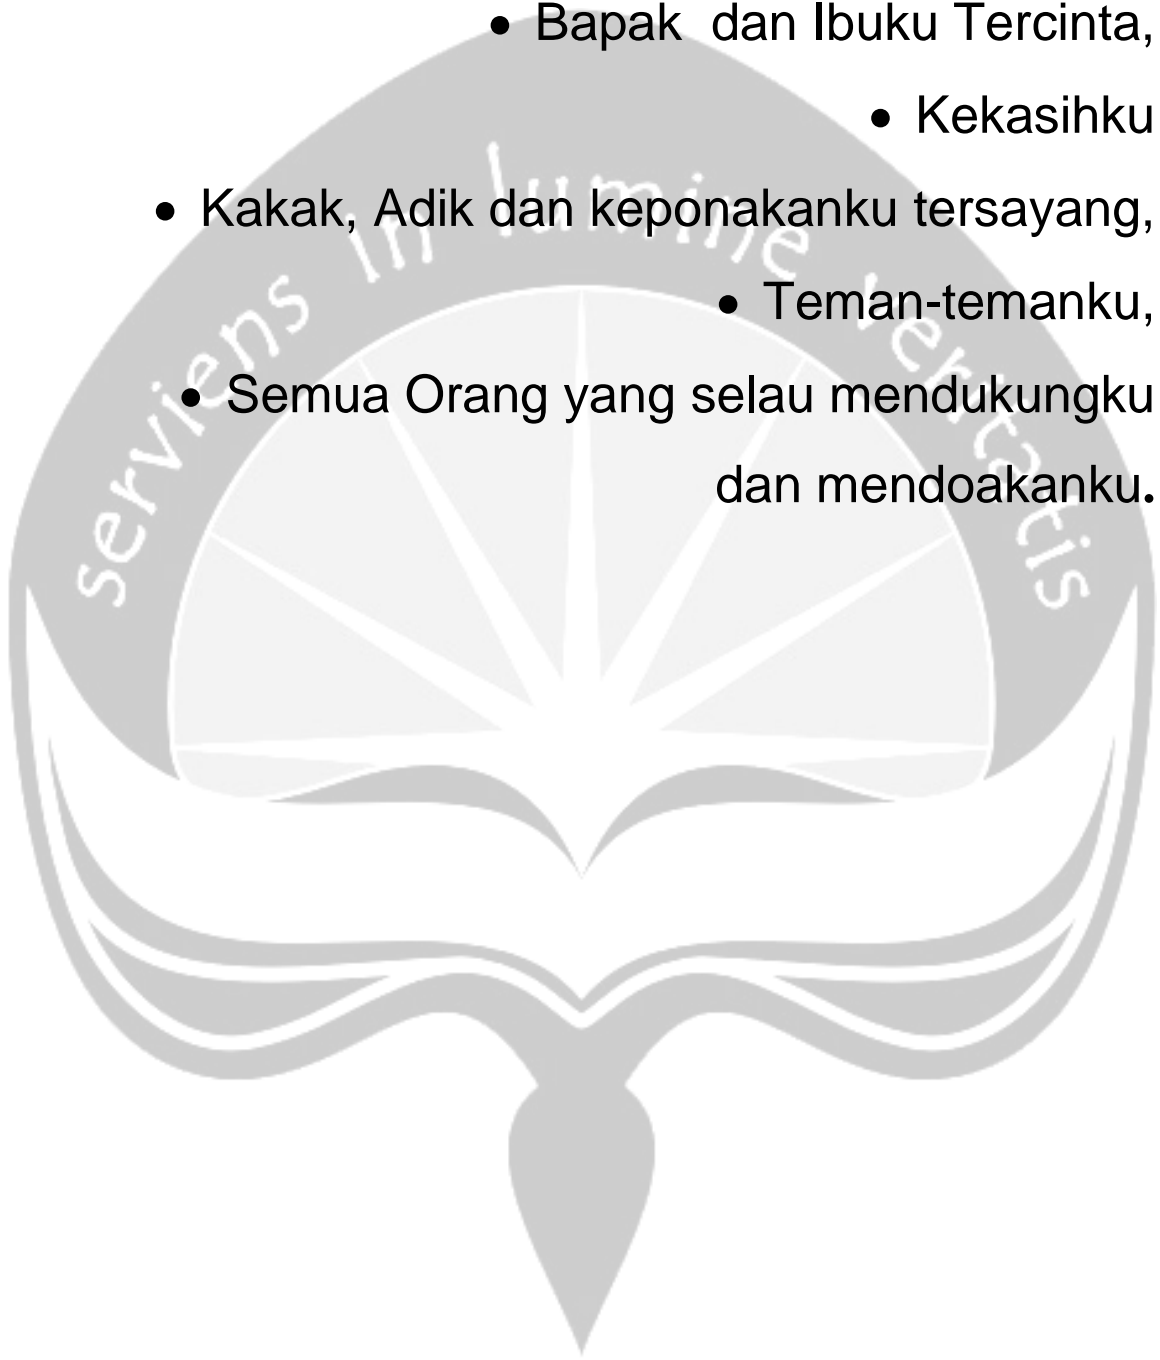 • Bapak  dan Ibuku Tercinta,
• Kekasihku
• Kakak, Adik dan keponakanku tersayang,
• Teman-temanku,
• Semua Orang yang selau mendukungku
dan mendoakanku.
serviens in lumine veritatis